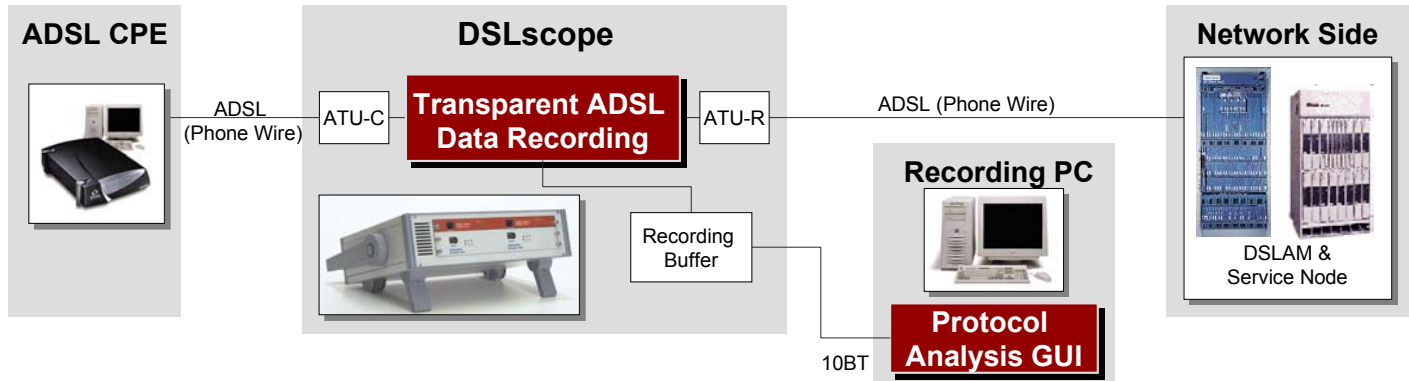 ADSL CPE
ADSL
(Phone Wire)
DSLscope
ATU-C
Transparent ADSL
Data Recording
ATU-R
Recording
Buffer
ADSL (Phone Wire)
10BT
Recording PC
Protocol
Analysis GUI
Network Side
DSLAM &
Service Node